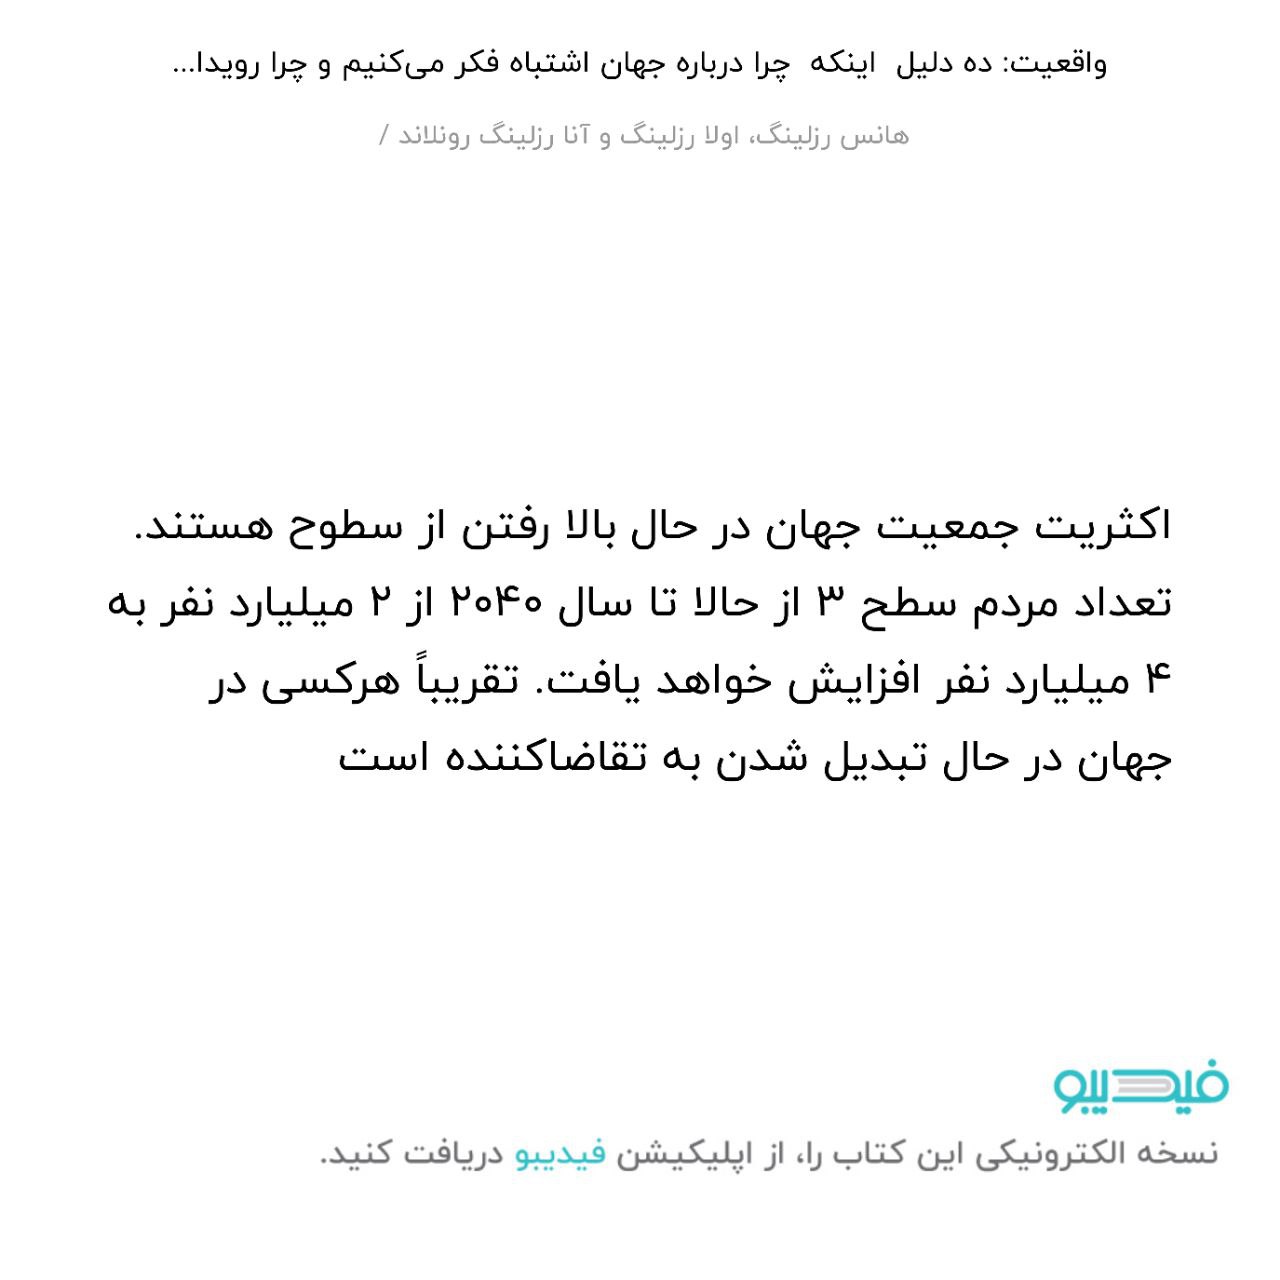 واقعیت: ده دلیل اینکه چرا درباره جهان اشتباه فکر می‌کنیم و چرا رویدا...
هانس رزلینگ، اولا رزلینگ و آنا رزلینگ رونلاند /
اکثریت جمعیت جهان در حال بالا رفتن از سطوح هستند.
تعداد مردم سطح ۳ از حالا تا سال ۲۰۴۰ از ۲ میلیارد نفر به
۴ میلیارد نفر افزایش خواهد یافت. تقریباً هرکسی در
جهان در حال تبدیل شدن به تقاضاکننده است
فیدیبو
نسخه الکترونیکی این کتاب را، از اپلیکیشن فیدیبو دریافت کنید.